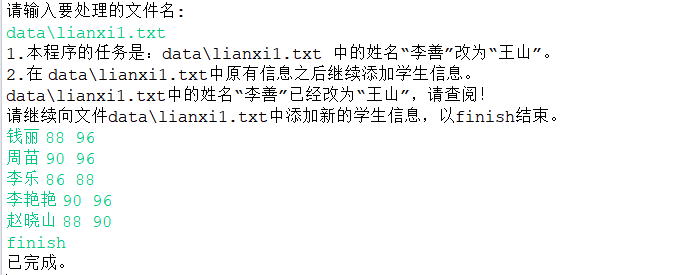 请输入要处理的文件名：
data\lianxi1.txt
1.本程序的任务是：data\lianxi1.txt 中的姓名“李善”改为“王山”。
2.在 data\lianxi1.txt中原有信息之后继续添加学生信息。
data\lianxi1.txt中的姓名“李善”已经改为“王山”，请查阅！
请继续向文件data\lianxi1.txt中添加新的学生信息，以finish结束。
钱丽 88 96
周苗 90 96
李乐 86 88
李艳艳 90 96
赵晓山 88 90
finish
已完成。